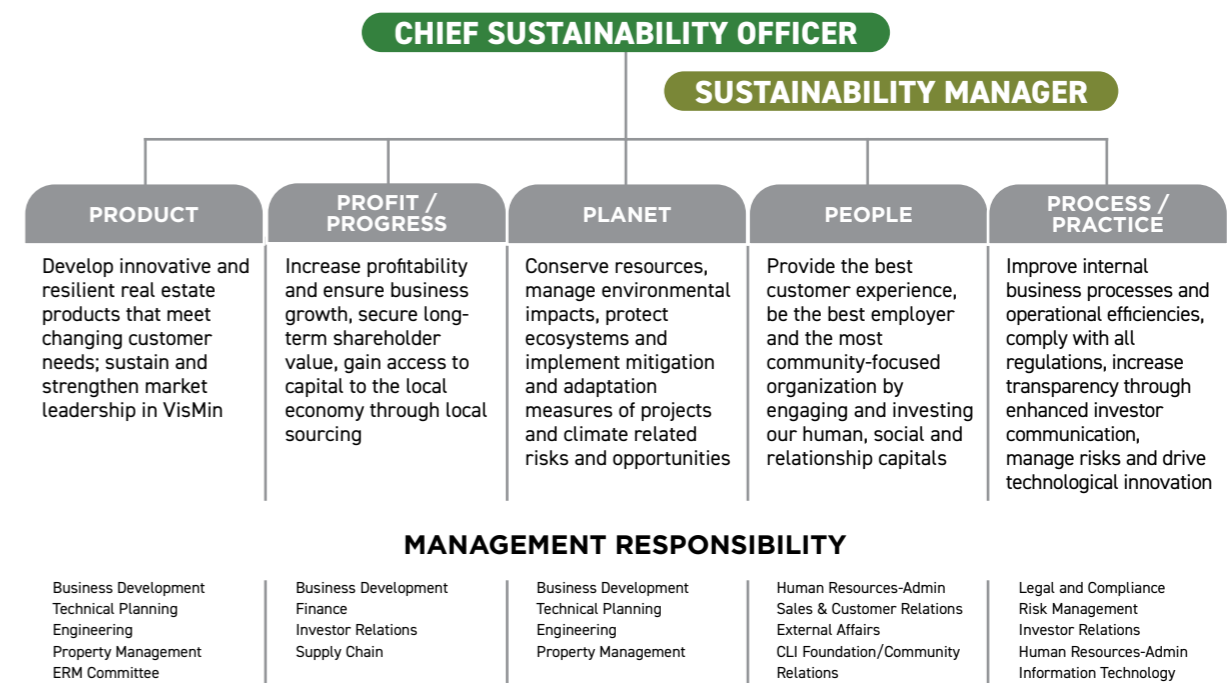 CHIEF SUSTAINABILITY OFFICER
SUSTAINABILITY MANAGER
PRODUCT
Develop innovative and
resilient real estate
products that meet
changing customer
needs; sustain and
strengthen market
leadership in VisMin
PROFIT /
PROGRESS
Increase profitability
and ensure business
growth, secure long-
term shareholder
value, gain access to
capital to the local
economy through local
sourcing
PLANET
Conserve resources,
manage environmental
impacts, protect
ecosystems and
implement mitigation
and adaptation
measures of projects
and climate related
risks and opportunities
PEOPLE
Provide the best
customer experience,
be the best employer
and the most
community-focused
organization by
engaging and investing
our human, social and
relationship capitals
PROCESS /
PRACTICE
Improve internal
business processes and
operational efficiencies,
comply with all
regulations, increase
transparency through
enhanced investor
communication,
manage risks and drive
technological innovation
MANAGEMENT RESPONSIBILITY
Business Development
Technical Planning
Engineering
Property Management
ERM Committee
Business Development
Finance
Investor Relations
Supply Chain
Business Development
Technical Planning
Engineering
Property Management
Human Resources-Admin
Sales & Customer Relations
External Affairs
CLI Foundation/Community
Relations
Legal and Compliance
Risk Management
Investor Relations
Human Resources-Admin
Information Technology